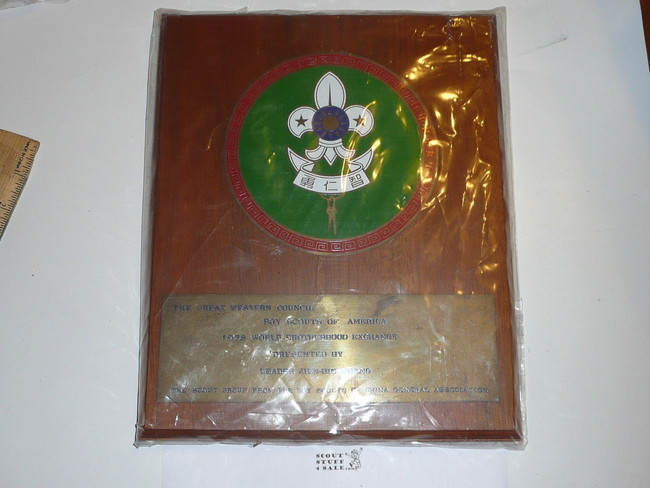 勇仁智
THE GREAT WESTERN COUNCIL
BOY SCOUTS OF AMERICA
WORLD BROTHERHOOD EXCHANGE
PRESENTED BY
LEADER
THE SCOUT GROUP FROM THE BOY SCOUTS OF CHINA GENERAL ASSOCIATION
SCOUT
STUFF
4 SALE